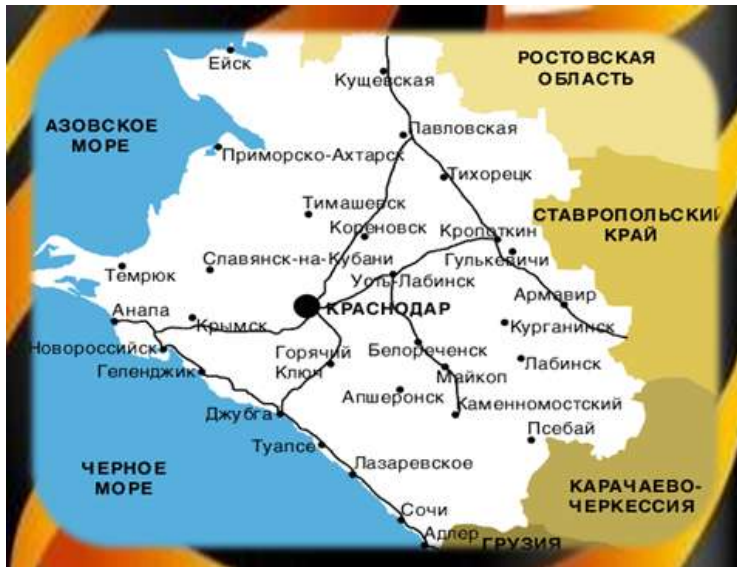 Ейск
РОСТОВСКАЯ
ОБЛАСТЬ
Кущевская
АЗОВСКОЕ
МОРЕ
Павловская
Приморско-Ахтарск
Тихорецк
Тимашевск
СТАВРОПОЛЬСКИЙ
КРАЙ
Кореновск
Кропоткин
Славянск-на-Кубани
Гулькевичи
Темрюк
Усть-Лабинск
Армавир
Анапа
КРАСНОДАР
Крымск
Курганинск
Новороссийск
Горячий
Ключ
Белореченск
Лабинск
Геленджик
Майкоп
Апшеронск
Каменномостский
Джубга
Псебай
Туапсе
ЧЕРНОЕ
МОРЕ
Лазаревское
КАРАЧАЕВО-
ЧЕРКЕССИЯ
Сочи
Адлер
ГРУЗИЯ